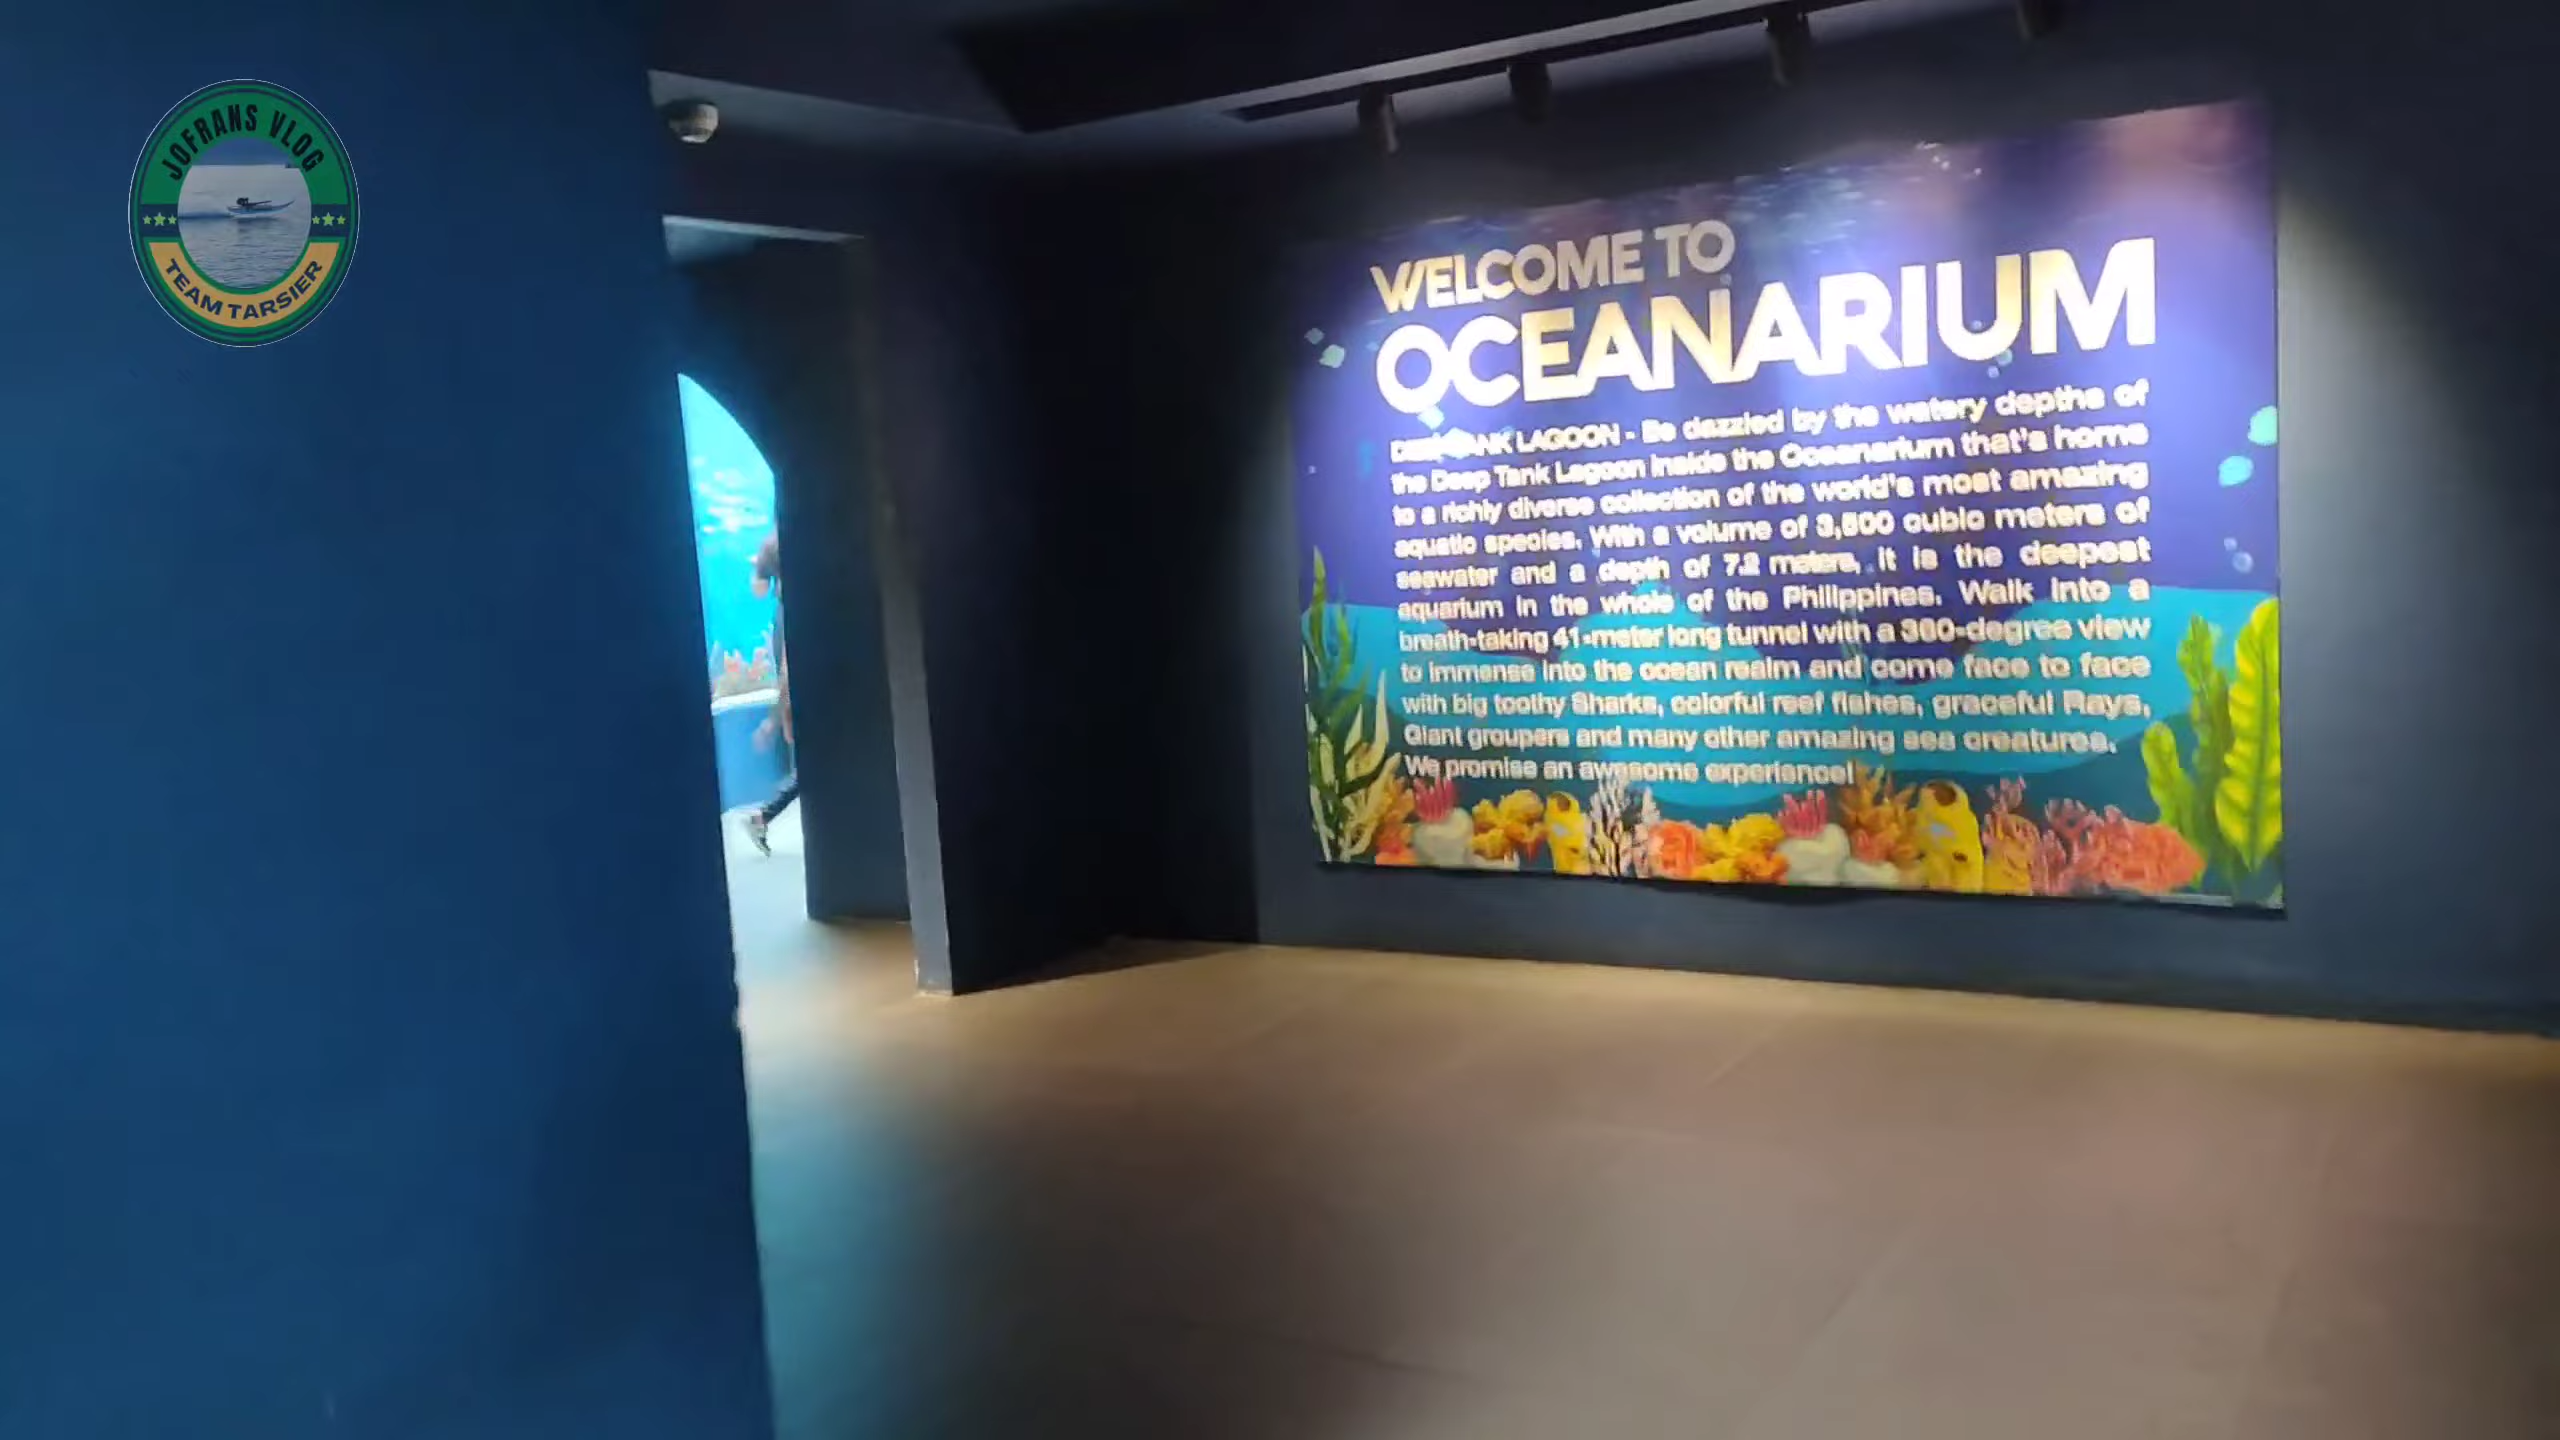 JOFRANS VLOG
TEAM TARSIER
WELCOME TO
OCEANARIUM
DEEP TANK LAGOON - Be dazzled by the watery depths of
the Deep Tank Lagoon inside the Oceanarium that's home
to a richly diverse collection of the world's most amazing
aquatic species. With a volume of 3,500 cubic meters of
seawater and a depth of 7.2 meters, it is the deepest
aquarium in the whole of the Philippines. Walk into a
breath-taking 41-meter long tunnel with a 360-degree view
to immense into the ocean realm and come face to face
with big toothy Sharks, colorful reef fishes, graceful Rays,
Giant groupers and many other amazing sea creatures.
We promise an awesome experience!